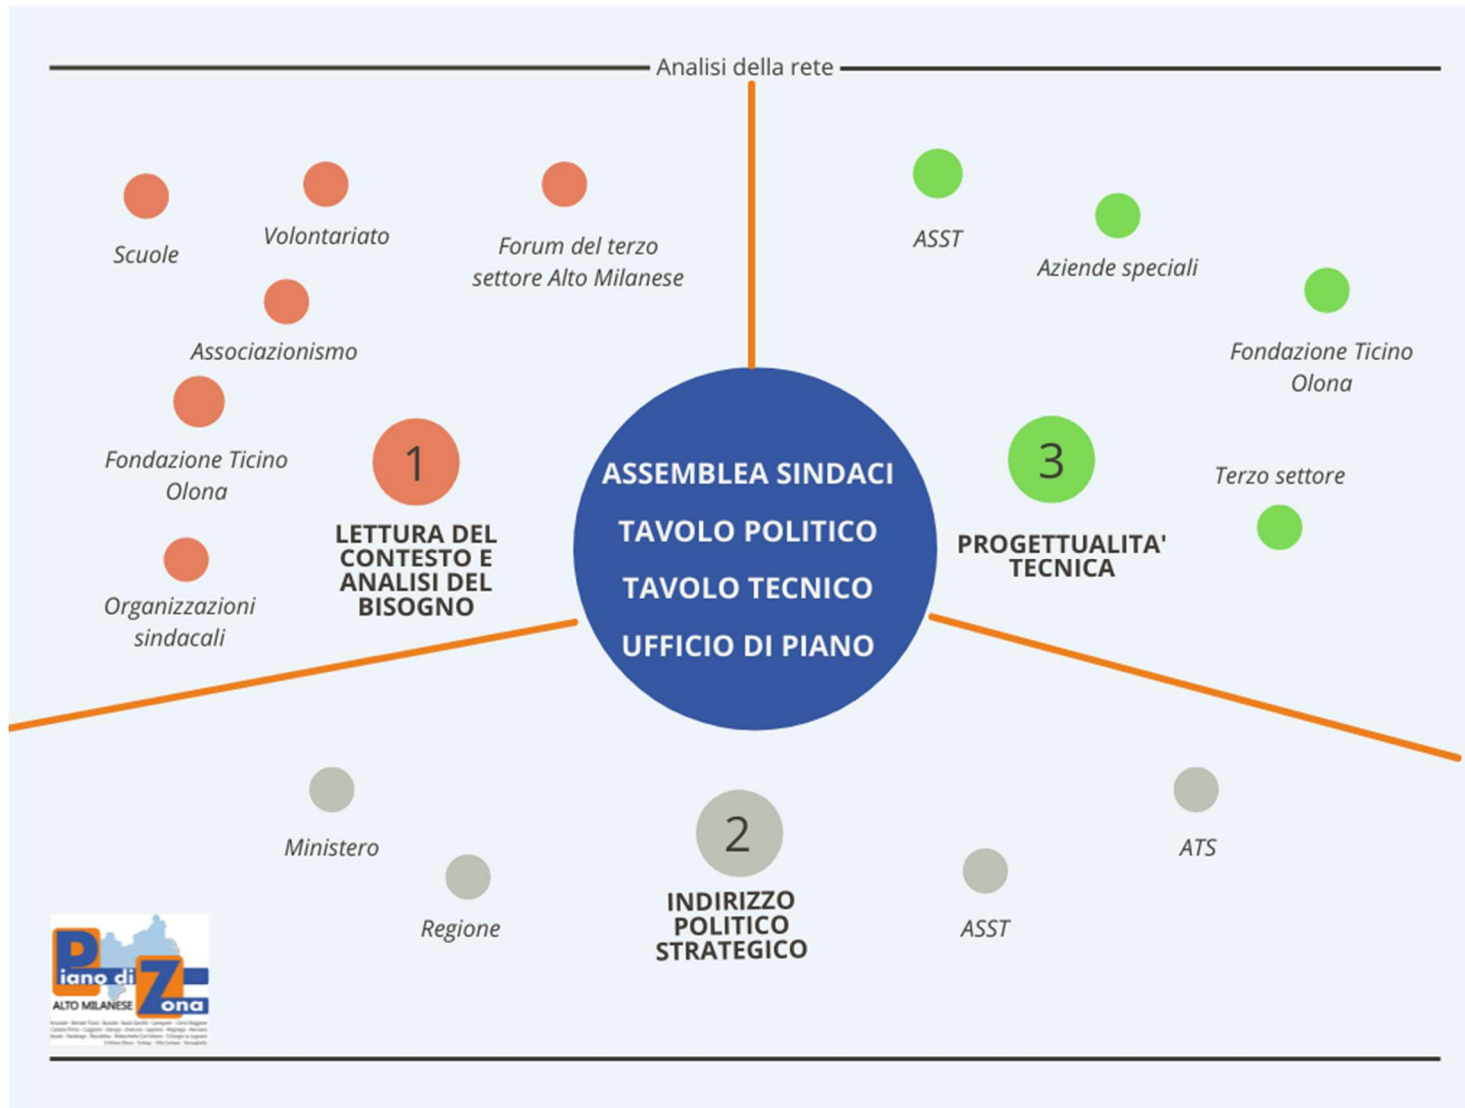 Analisi della rete
Scuole
Volontariato
Forum del terzo
settore Alto Milanese
Associazionismo
Fondazione Ticino
Olona
Organizzazioni
sindacali
1
LETTURA DEL
CONTESTO E
ANALISI DEL
BISOGNO
ASSEMBLEA SINDACI
TAVOLO POLITICO
TAVOLO TECNICO
UFFICIO DI PIANO
ASST
Aziende speciali
Fondazione Ticino
Olona
Terzo settore
3
PROGETTUALITA'
TECNICA
Ministero
Regione
2
INDIRIZZO
POLITICO
STRATEGICO
ASST
ATS
Piano di
ALTO MILANESE
Zona